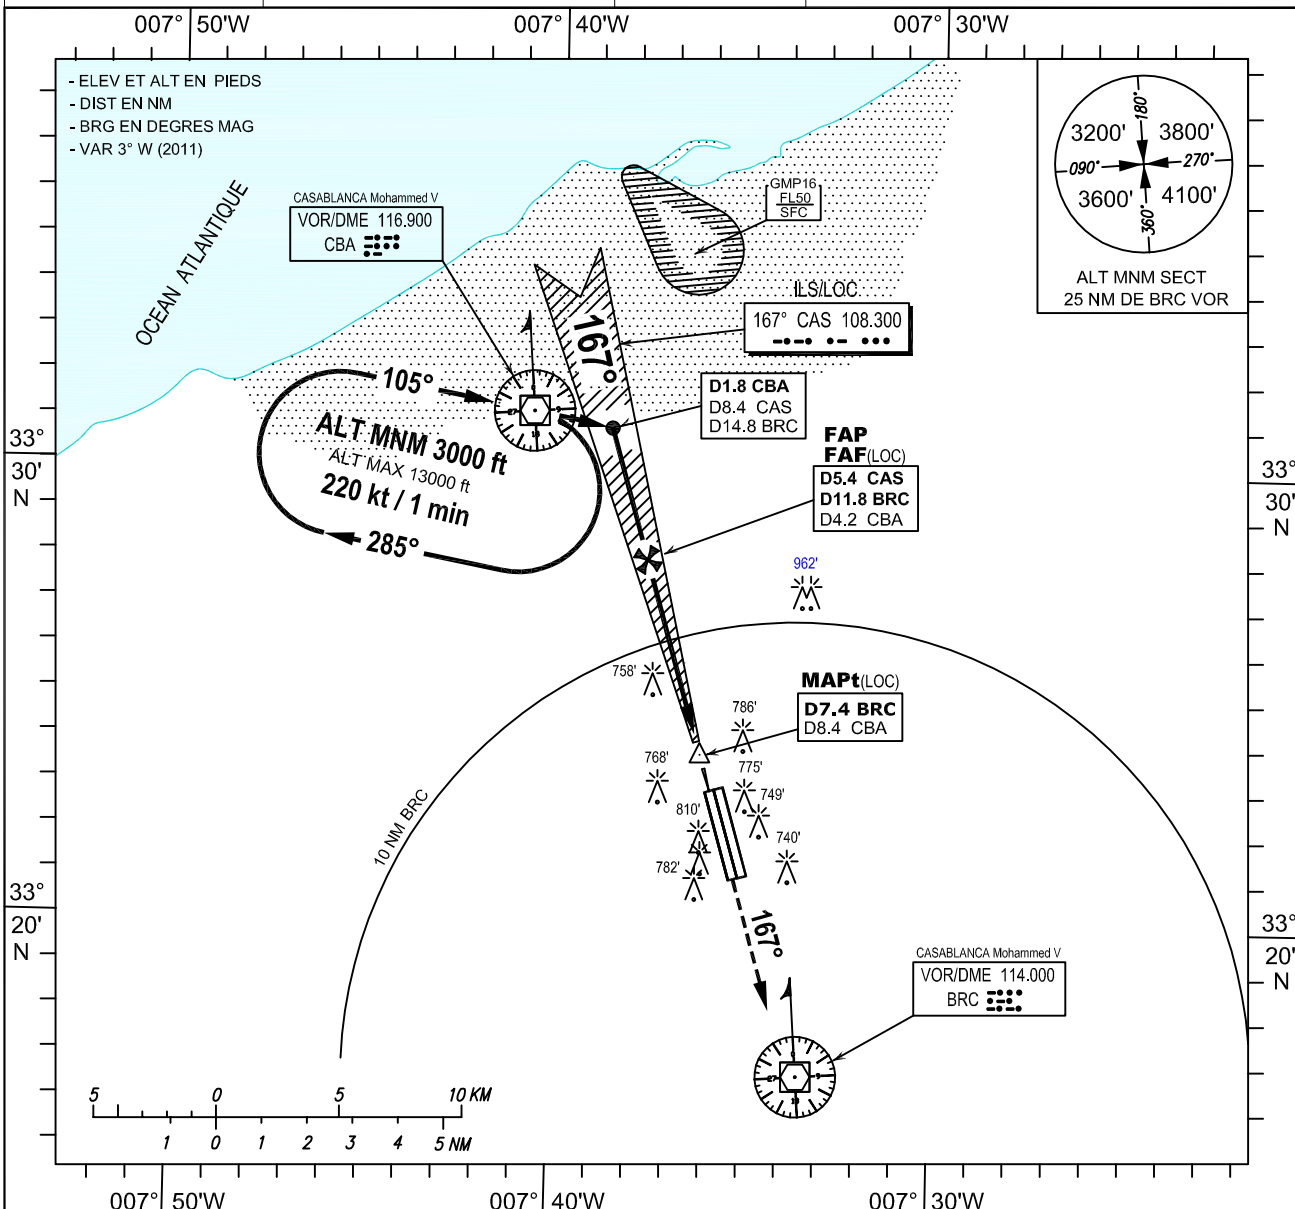 007° 50'W
007° 40'W
007° 30'W
- ELEV ET ALT EN PIEDS
- DIST EN NM
- BRG EN DEGRES MAG
- VAR 3° W (2011)
OCEAN ATLANTIQUE
CASABLANCA Mohammed V
VOR/DME 116.900
CBA
GMP16
FL50
SFC
3200'
3800'
3600'
4100'
180°
090°
270°
360°
ALT MNM SECT
25 NM DE BRC VOR
ILS/LOC
167° CAS 108.300
167°
105°
ALT MNM 3000 ft
ALT MAX 13000 ft
220 kt / 1 min
285°
D1.8 CBA
D8.4 CAS
D14.8 BRC
FAP
FAF(LOC)
D5.4 CAS
D11.8 BRC
D4.2 CBA
33°
30'
N
33°
30'
N
962'
758'
MAPt(LOC)
D7.4 BRC
D8.4 CBA
786'
768'
775'
749'
810'
740'
782'
10 NM BRC
33°
20'
N
33°
20'
N
167°
CASABLANCA Mohammed V
VOR/DME 114.000
BRC
5 0 5 10 KM
1 0 1 2 3 4 5 NM
007° 50'W
007° 40'W
007° 30'W